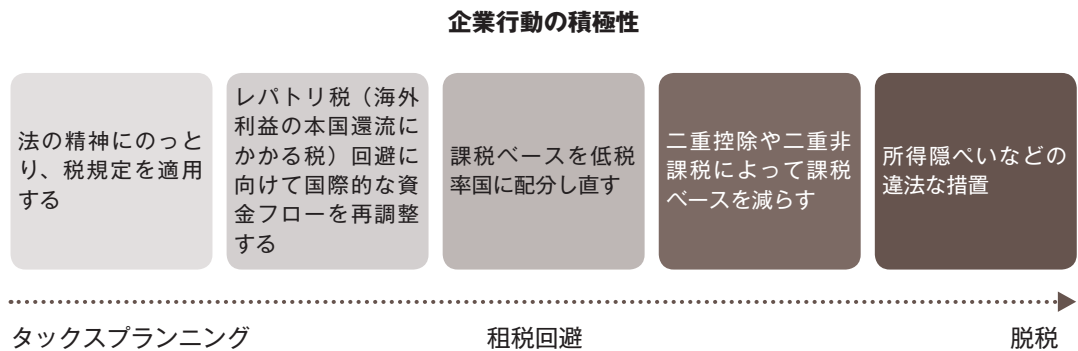 企業行動の積極性
法の精神にのっと
り、税規定を適用
する
レパトリ税（海外
利益の本国還流に
かかる税）回避に
向けて国際的な資
金フローを再調整
する
課税ベースを低税
率国に配分し直す
二重控除や二重非
課税によって課税
ベースを減らす
所得隠ぺいなどの
違法な措置
タックスプランニング
租税回避
脱税